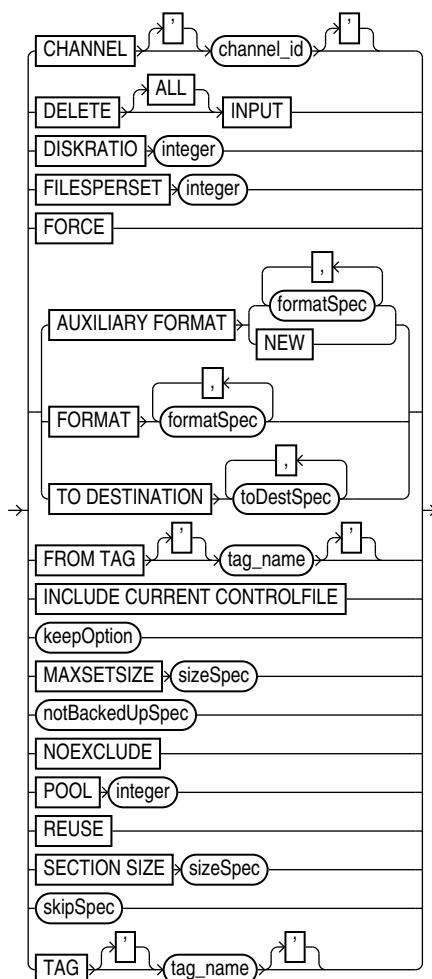 CHANNEL ’ channel_id ’
DELETE ALL INPUT
DISKRATIO integer
FILESPERSET integer
FORCE
,
formatSpec
AUXILIARY FORMAT
NEW
,
FORMAT formatSpec
,
TO DESTINATION toDestSpec
FROM TAG ’ tag_name ’
INCLUDE CURRENT CONTROLFILE
keepOption
MAXSETSIZE sizeSpec
notBackedUpSpec
NOEXCLUDE
POOL integer
REUSE
SECTION SIZE sizeSpec
skipSpec
TAG ’ tag_name ’